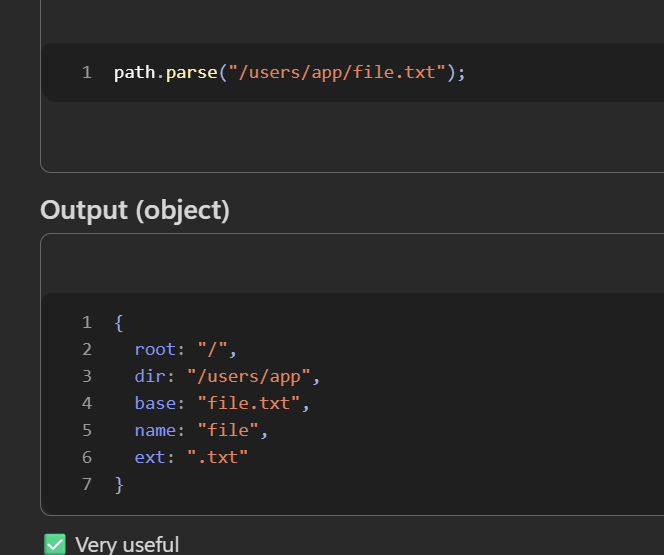 1 path.parse("/users/app/file.txt");
Output (object)
1 {
2 root: "/",
3 dir: "/users/app",
4 base: "file.txt",
5 name: "file",
6 ext: ".txt"
7 }
✅ Very useful